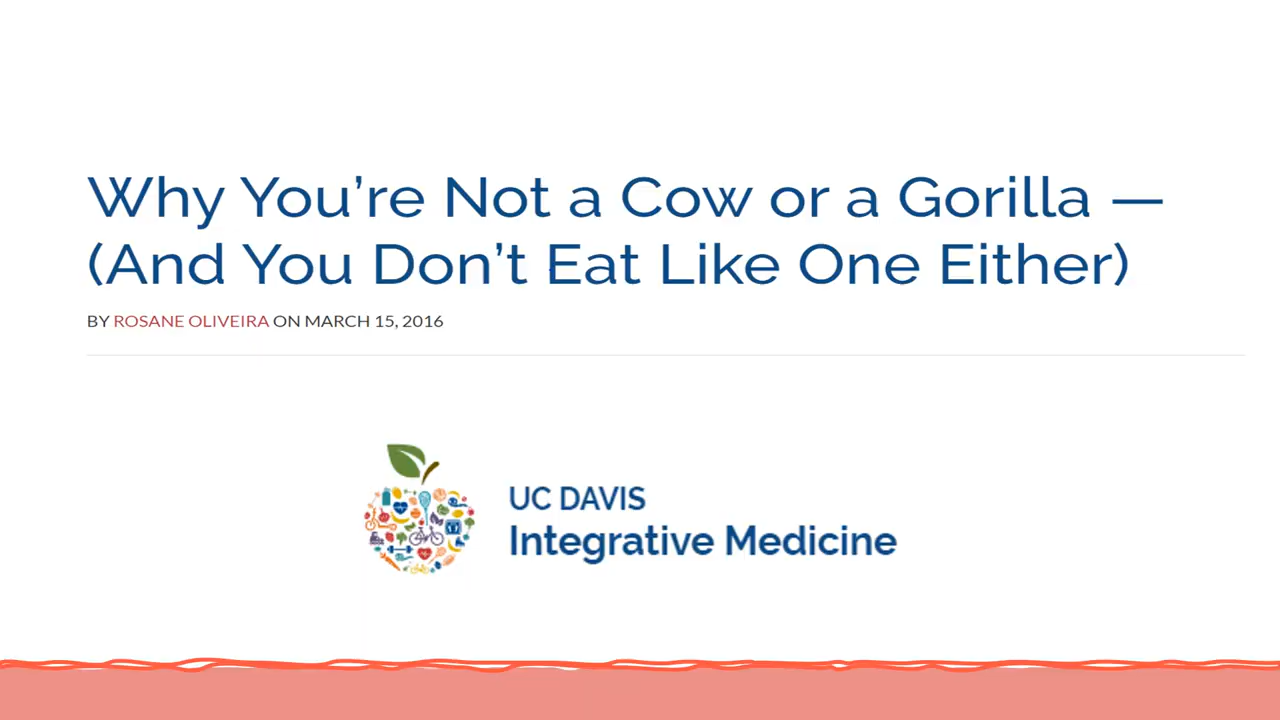 Why You’re Not a Cow or a Gorilla —
(And You Don’t Eat Like One Either)
BY ROSANE OLIVEIRA ON MARCH 15, 2016
UC DAVIS
Integrative Medicine